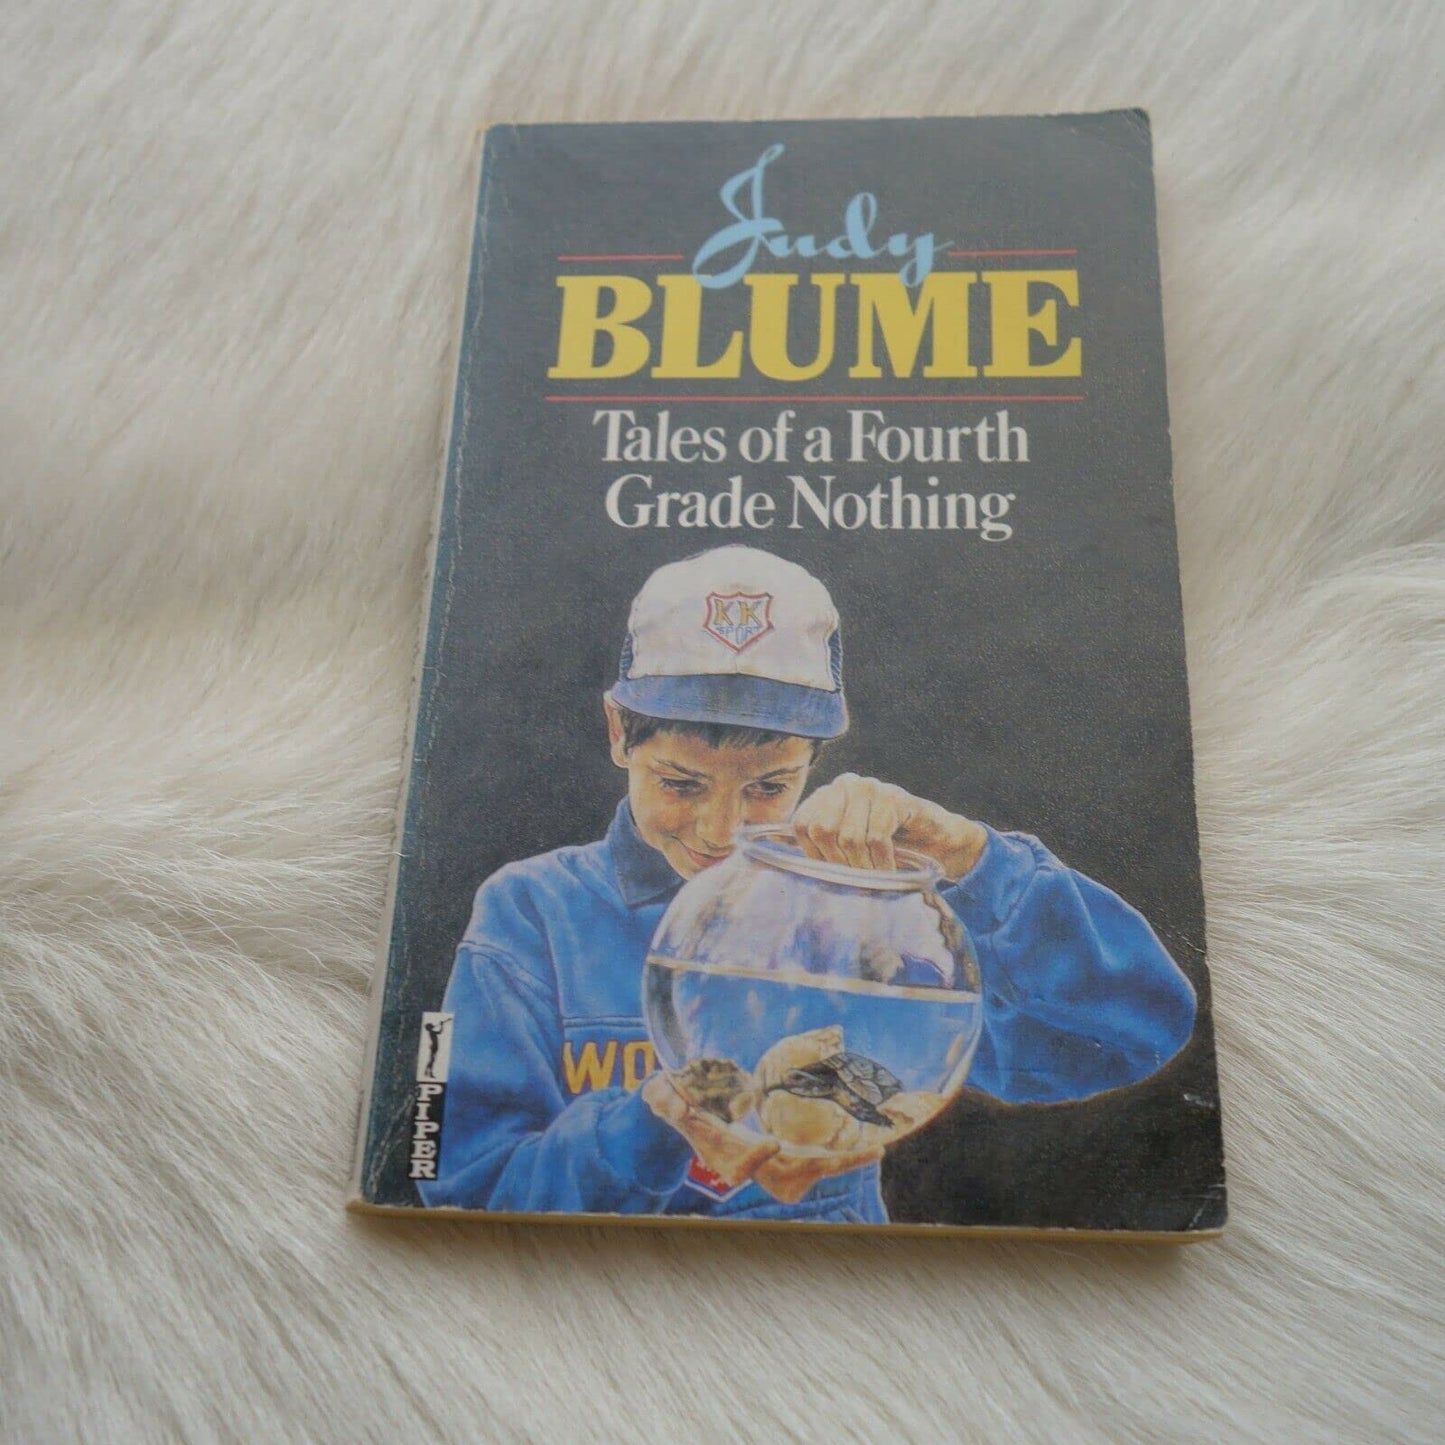 Judy
BLUME
Tales of a Fourth
Grade Nothing
KK
SPORT
WO
PIPER